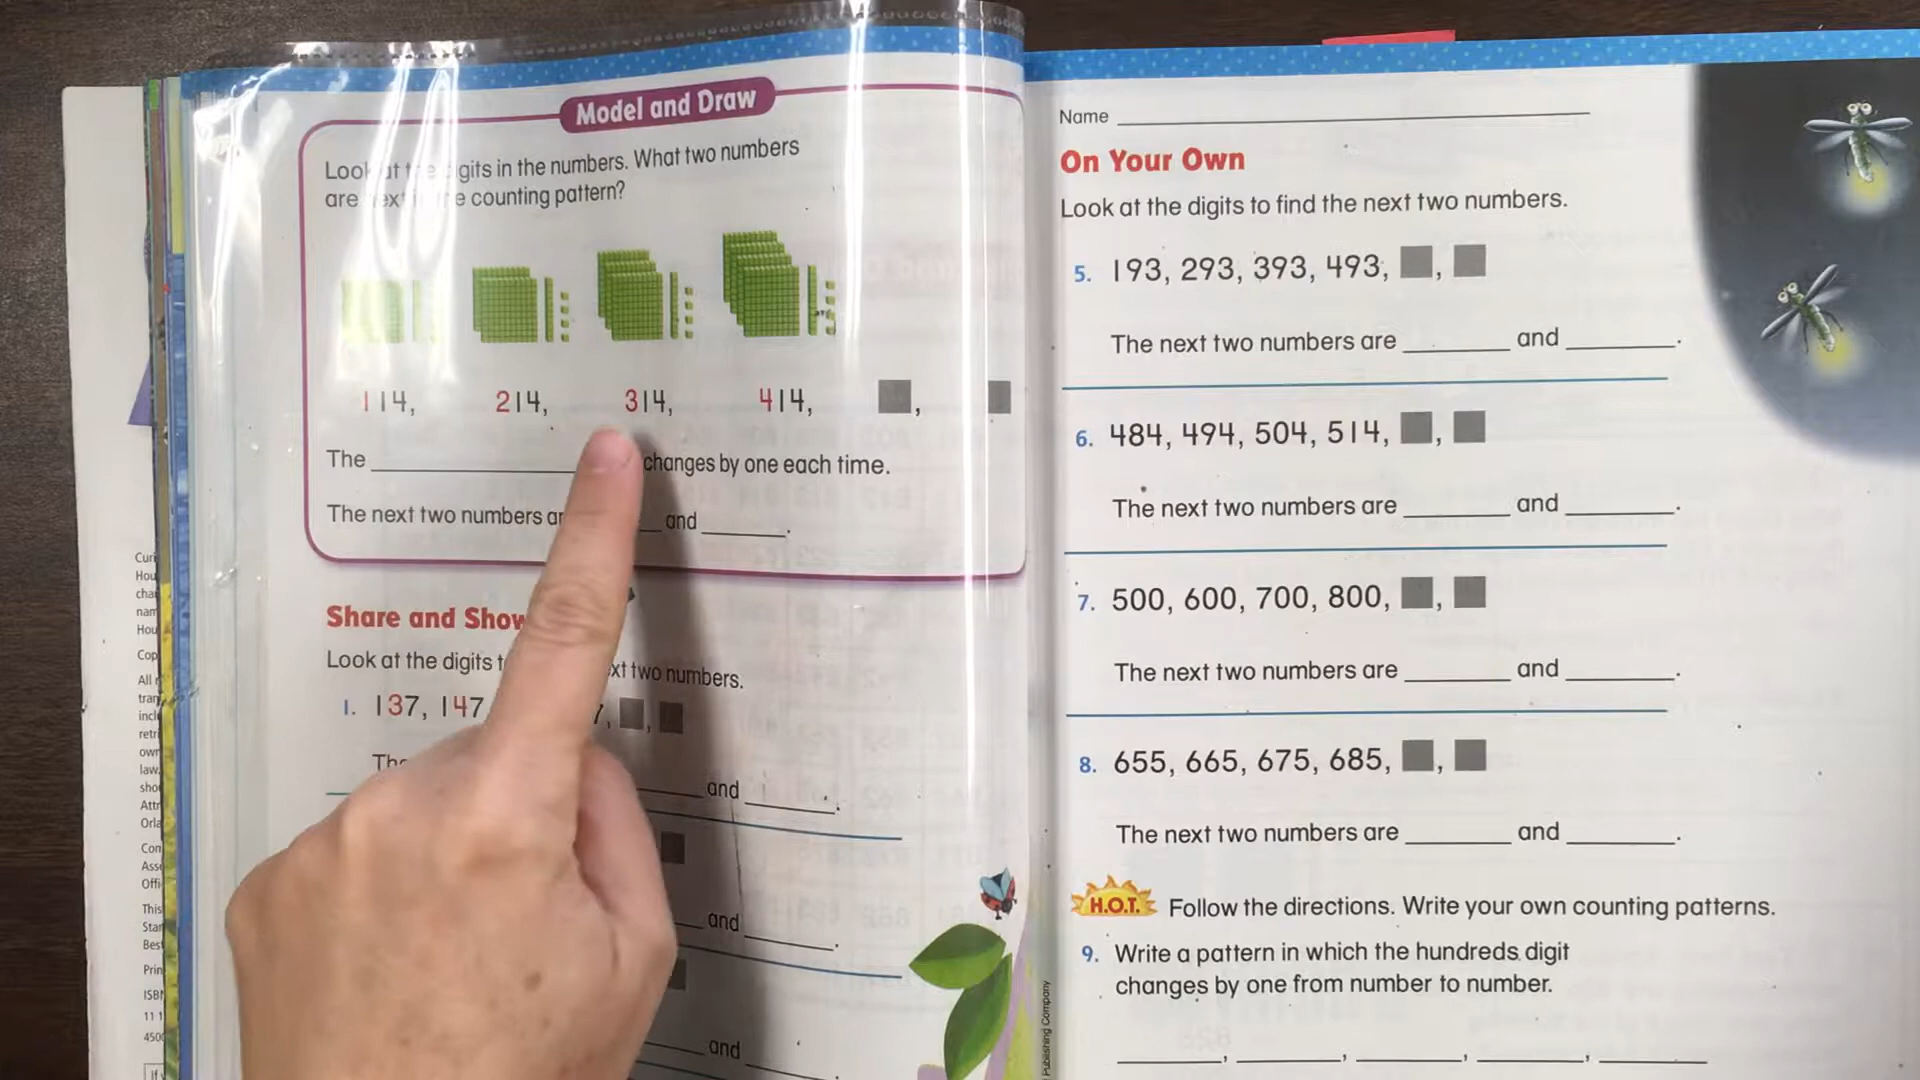 Model and Draw
Look at the digits in the numbers. What two numbers
are next in the counting pattern?
114, 214, 314, 414, ,
The changes by one each time.
The next two numbers and .
Share and Show
Look at the digits two numbers.
1. 137, 147 7, ,
and .
and .
and
Name
On Your Own
Look at the digits to find the next two numbers.
5. 193, 293, 393, 493, ,
The next two numbers are and .
6. 484, 494, 504, 514, ,
The next two numbers are and .
7. 500, 600, 700, 800, ,
The next two numbers are and .
8. 655, 665, 675, 685, ,
The next two numbers are and .
H.O.T. Follow the directions. Write your own counting patterns.
9. Write a pattern in which the hundreds digit
changes by one from number to number.
, , , ,
Publishing Company